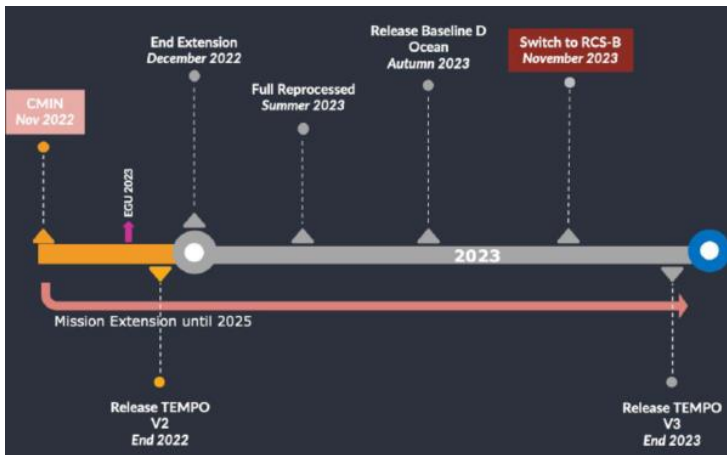 End Extension
December 2022
Release Baseline D
Ocean
Autumn 2023
Switch to RCS-B
November 2023
Full Reprocessed
Summer 2023
CMIN
Nov 2022
EGU 2023
2023
Mission Extension until 2025
Release TEMPO
V2
End 2022
Release TEMPO
V3
End 2023